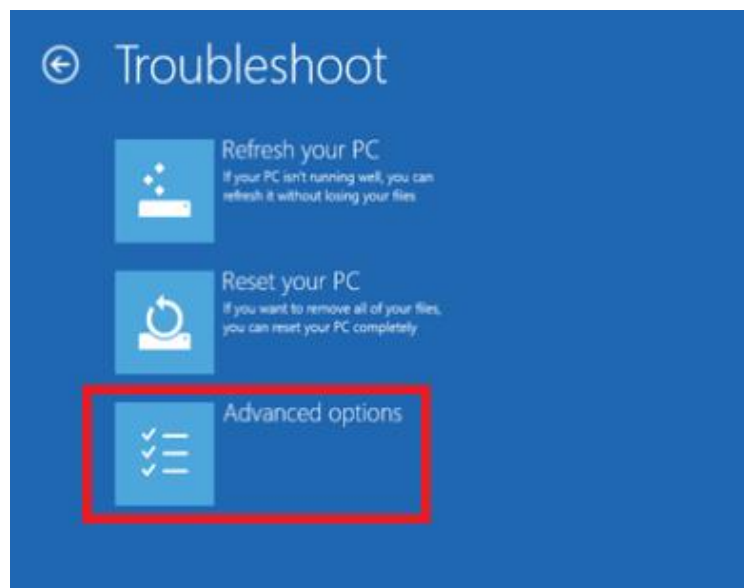 Troubleshoot
Refresh your PC
If your PC isn't running well, you can
refresh it without losing your files
Reset your PC
If you want to remove all of your files,
you can reset your PC completely
Advanced options